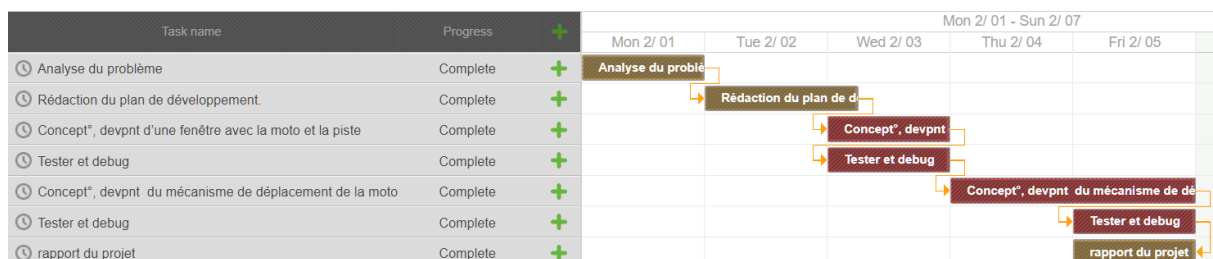 Mon 2/ 01 - Sun 2/ 07
Task name Progress
Mon 2/ 01 Tue 2/ 02 Wed 2/ 03 Thu 2/ 04 Fri 2/ 05
Analyse du problème Complete Analyse du problè
Rédaction du plan de développement. Complete Rédaction du plan de d
Concept°, devpnt d'une fenêtre avec la moto et la piste Complete Concept°, devpnt
Tester et debug Complete Tester et debug
Concept°, devpnt du mécanisme de déplacement de la moto Complete Concept°, devpnt du mécanisme de dé
Tester et debug Complete Tester et debug
rapport du projet Complete rapport du projet